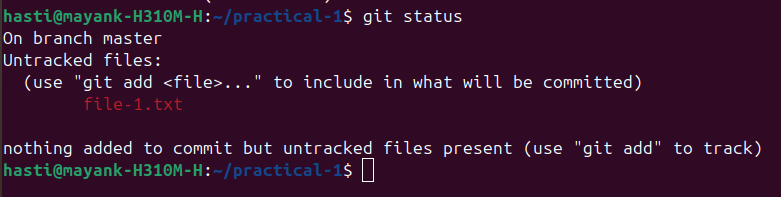 hasti@mayank-H310M-H:~/practical-1$ git status
On branch master
Untracked files:
  (use "git add <file>..." to include in what will be committed)
        file-1.txt

nothing added to commit but untracked files present (use "git add" to track)
hasti@mayank-H310M-H:~/practical-1$